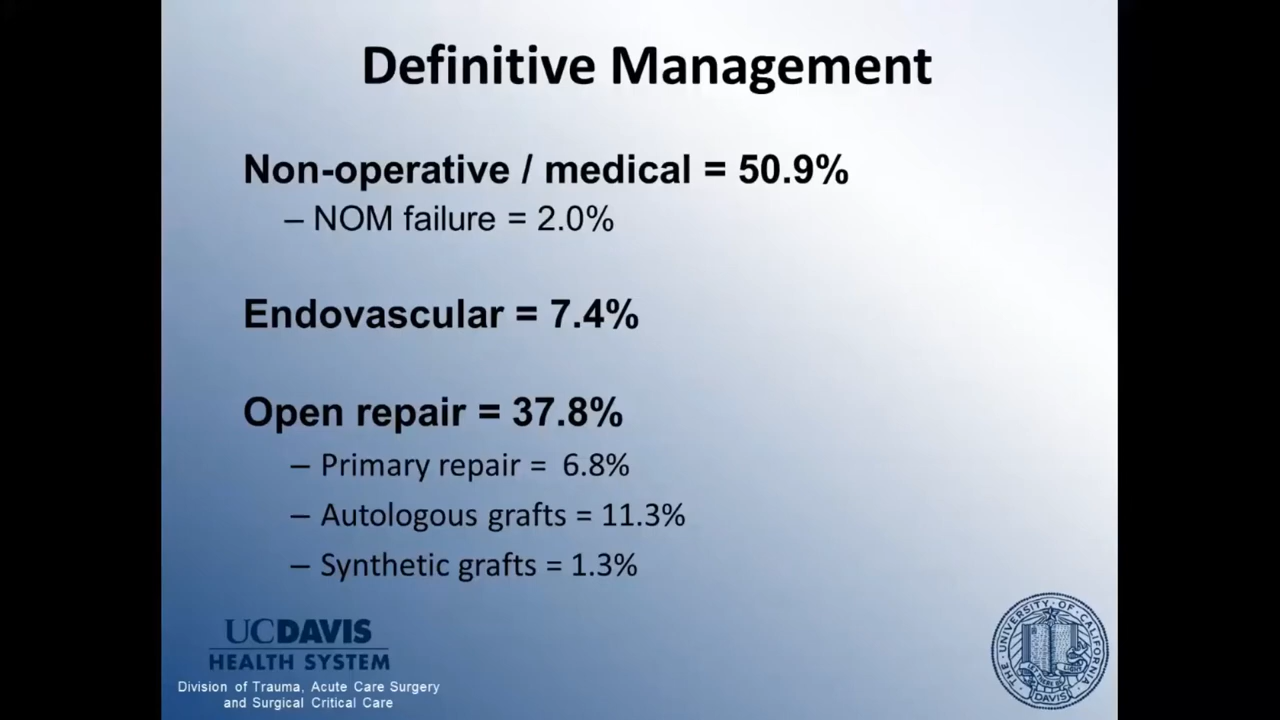 Definitive Management
Non-operative / medical = 50.9%
– NOM failure = 2.0%
Endovascular = 7.4%
Open repair = 37.8%
– Primary repair =  6.8%
– Autologous grafts = 11.3%
– Synthetic grafts = 1.3%
UCDAVIS
HEALTH SYSTEM
Division of Trauma, Acute Care Surgery
and Surgical Critical Care
THE UNIVERSITY OF CALIFORNIA
DAVIS